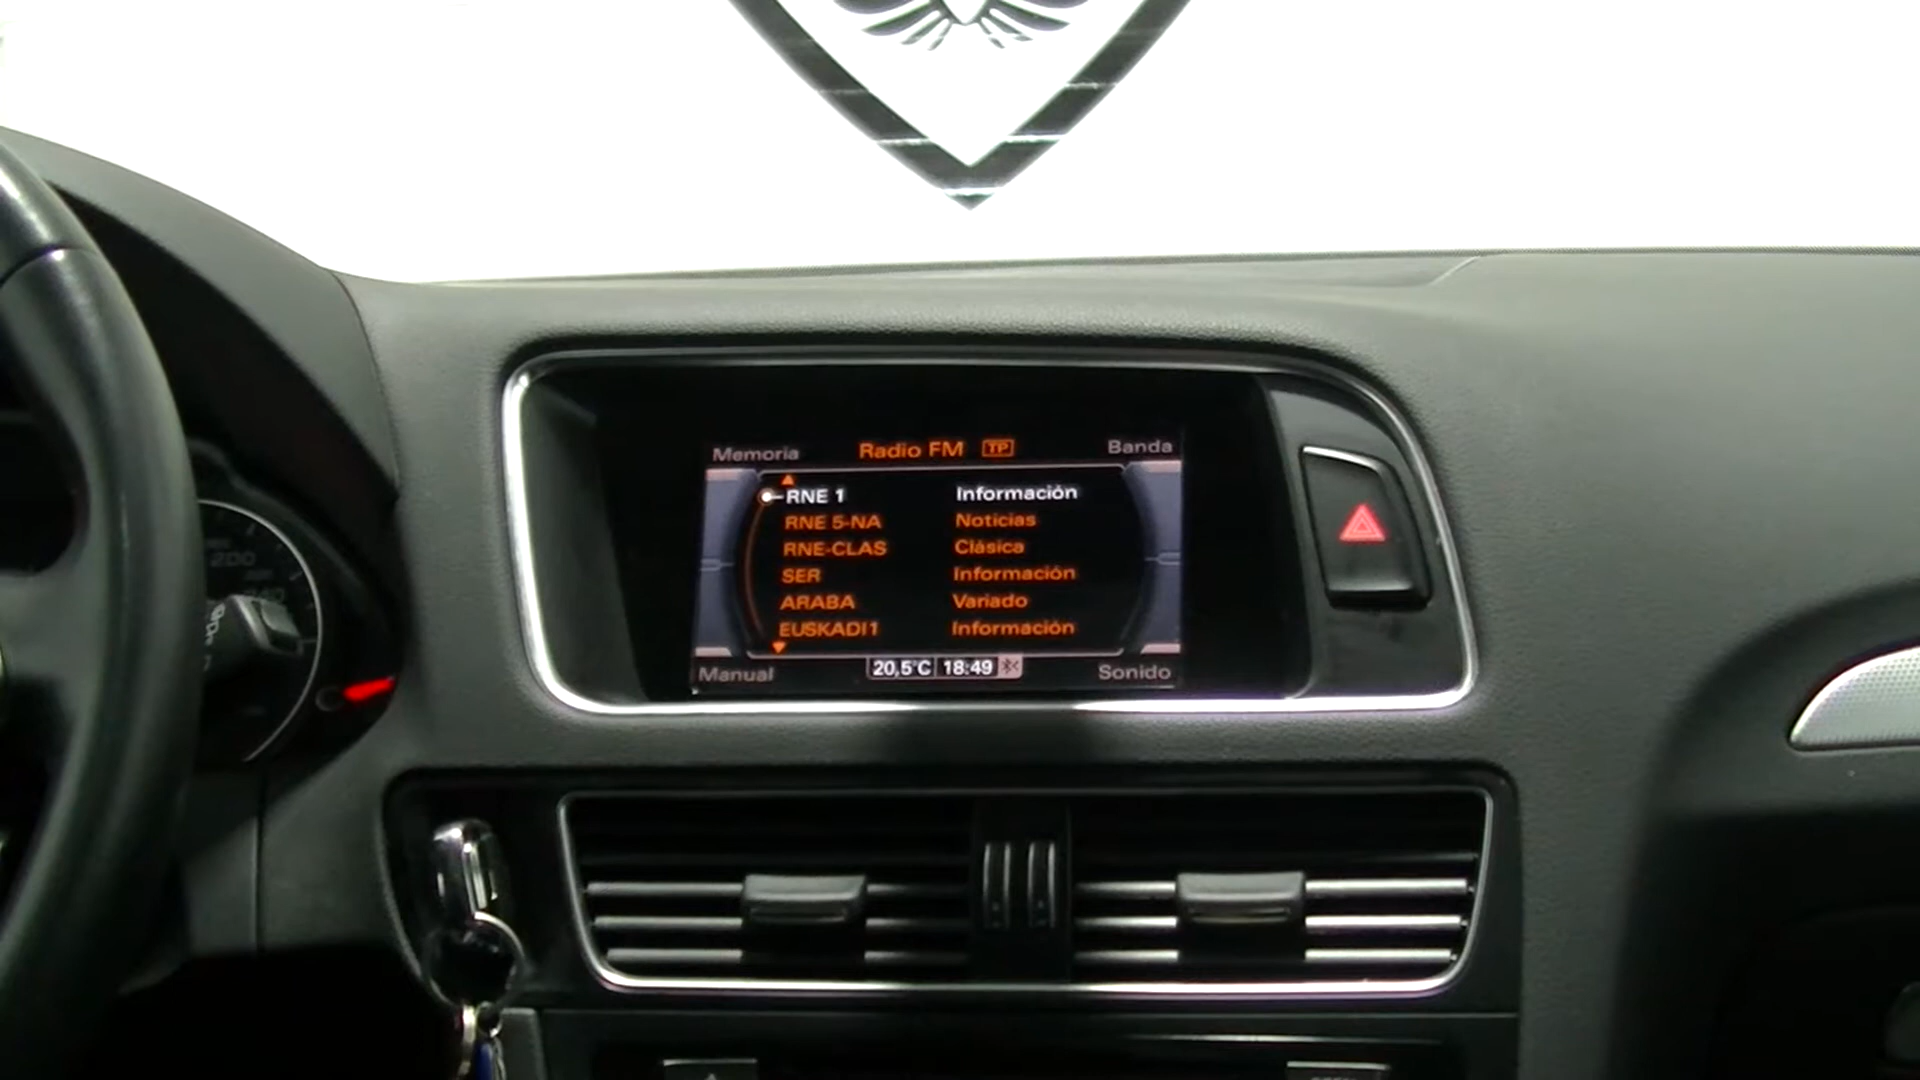 Memoria Radio FM TP Banda
RNE 1 Información
RNE 5-NA Noticias
RNE-CLAS Clásica
SER Información
ARABA Variado
EUSKADI1 Información
Manual 20,5°C 18:49 Sonido
200